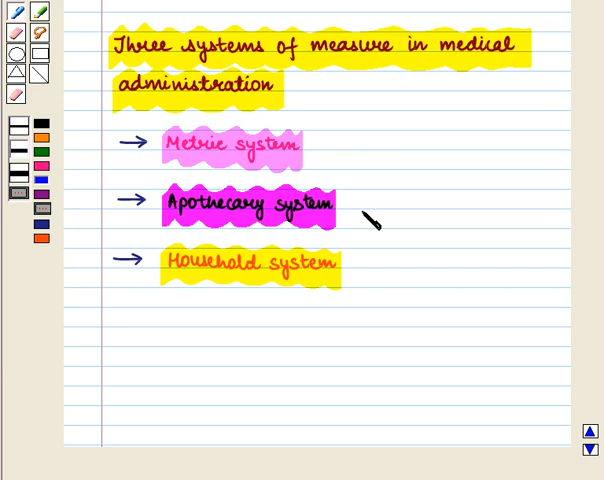 Three systems of measure in medical
administration
→ Metric system
→ Apothecary system
→ Household system